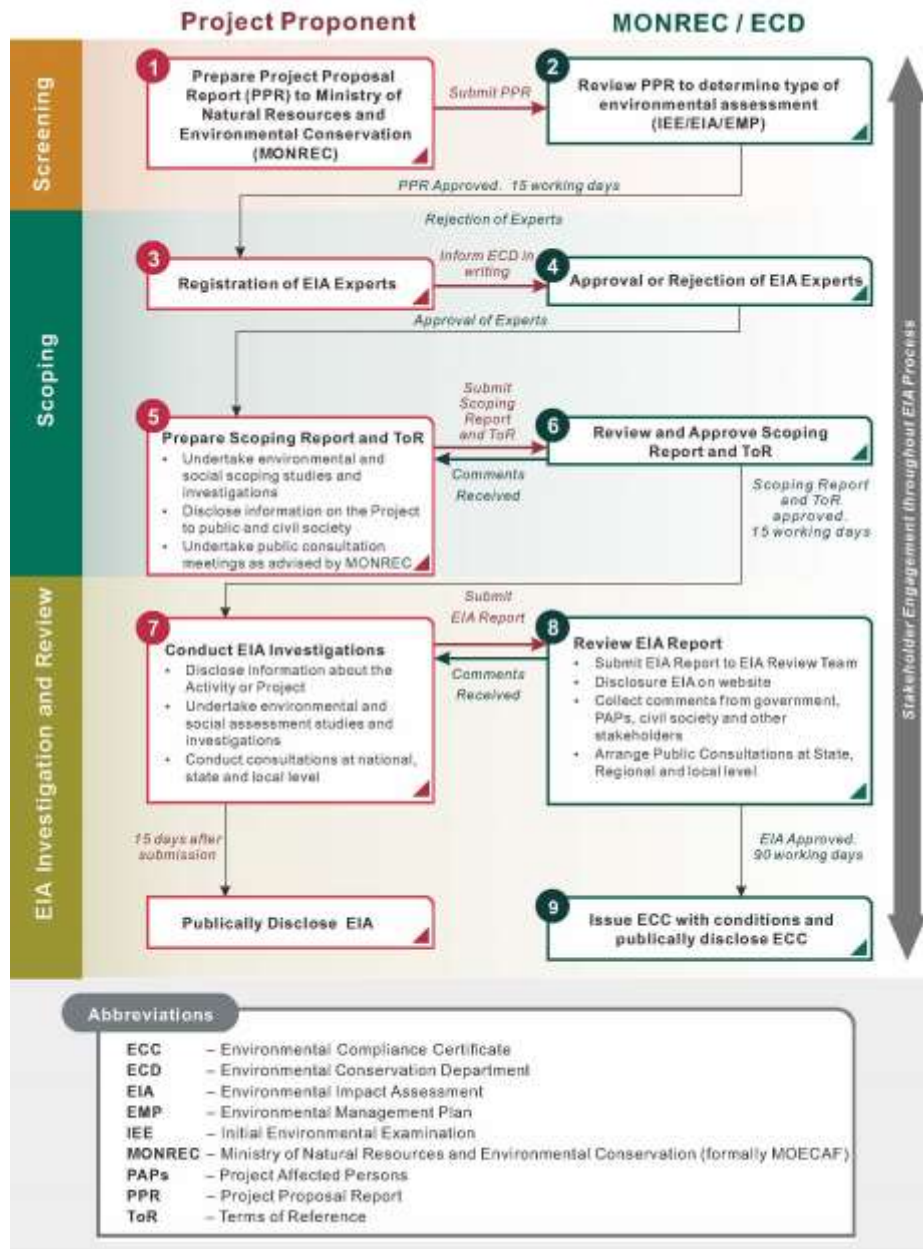 Project Proponent
MONREC / ECD
Screening
1
Prepare Project Proposal
Report (PPR) to Ministry of
Natural Resources and
Environmental Conservation
(MONREC)
Submit PPR
2
Review PPR to determine type of
environmental assessment
(IEE/EIA/EMP)
PPR Approved. 15 working days
Scoping
Rejection of Experts
3
Registration of EIA Experts
Inform ECD in
writing
4
Approval or Rejection of EIA Experts
Approval of Experts
5
Prepare Scoping Report and ToR
• Undertake environmental and
social scoping studies and
investigations
• Disclose information on the Project
to public and civil society
• Undertake public consultation
meetings as advised by MONREC
Submit
Scoping
Report
and ToR
Comments
Received
6
Review and Approve Scoping
Report and ToR
Scoping Report
and ToR
approved.
15 working days
EIA Investigation and Review
7
Conduct EIA Investigations
• Disclose information about the
Activity or Project
• Undertake environmental and
social assessment studies and
investigations
• Conduct consultations at national,
state and local level
Submit
EIA Report
Comments
Received
8
Review EIA Report
• Submit EIA Report to EIA Review Team
• Disclosure EIA on website
• Collect comments from government,
PAPs, civil society and other
stakeholders
• Arrange Public Consultations at State,
Regional and local level
15 days after
submission
EIA Approved.
90 working days
Publically Disclose EIA
9
Issue ECC with conditions and
publically disclose ECC
Stakeholder Engagement throughout EIA Process
Abbreviations
ECC – Environmental Compliance Certificate
ECD – Environmental Conservation Department
EIA – Environmental Impact Assessment
EMP – Environmental Management Plan
IEE – Initial Environmental Examination
MONREC – Ministry of Natural Resources and Environmental Conservation (formally MOECAF)
PAPs – Project Affected Persons
PPR – Project Proposal Report
ToR – Terms of Reference